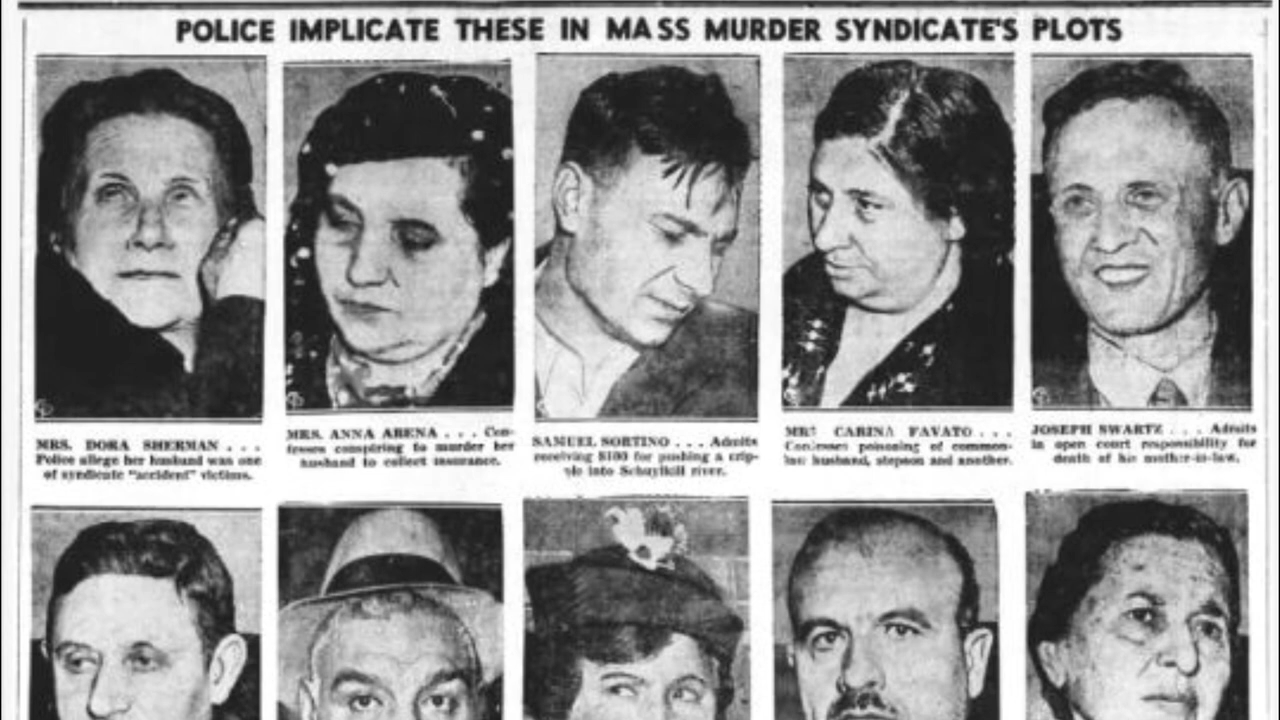 POLICE IMPLICATE THESE IN MASS MURDER SYNDICATE'S PLOTS
MRS. DORA SHERMAN . . .
Police allege her husband was one
of syndicate "accident" victims.
MRS. ANNA ARENA . . . Con-
fesses conspiring to murder her
husband to collect insurance.
SAMUEL SORTINO . . . Admits
receiving $100 for pushing a crip-
ple into Schuylkill river.
MRS CARINA FAVATO . . .
Confesses poisoning of common-
law husband, stepson and another.
JOSEPH SWARTZ . . . Admits
in open court responsibility for
death of his mother-in-law.